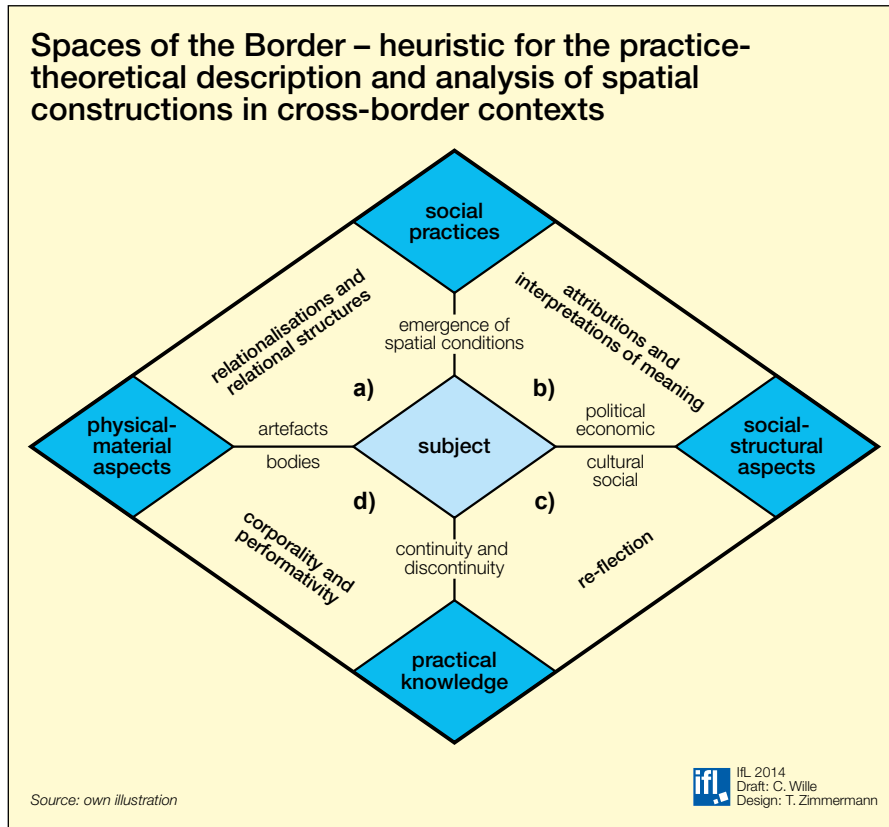 Spaces of the Border – heuristic for the practice-
theoretical description and analysis of spatial
constructions in cross-border contexts
social
practices
relationalisations and
relational structures
attributions and
interpretations of meaning
emergence of
spatial conditions
a)
b)
physical-
material
aspects
artefacts
bodies
subject
political
economic
cultural
social
social-
structural
aspects
d)
c)
corporality and
performativity
continuity and
discontinuity
re-flection
practical
knowledge
Source: own illustration
ifl
IfL 2014
Draft: C. Wille
Design: T. Zimmermann